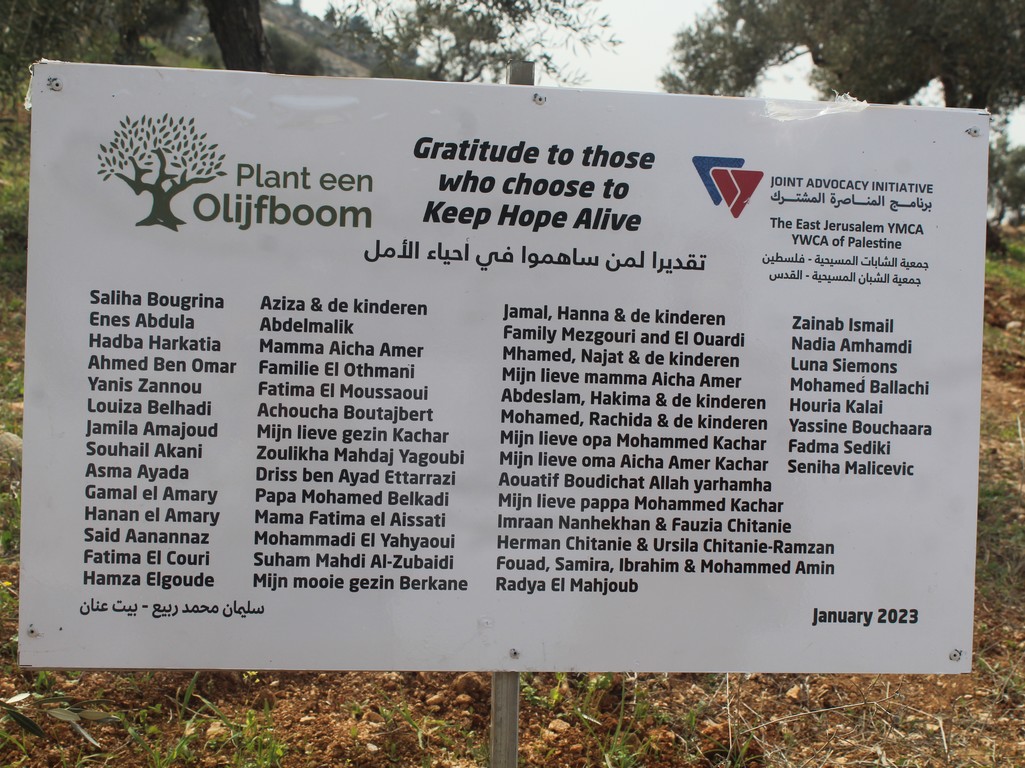 Plant een
Olijfboom
Gratitude to those
who choose to
Keep Hope Alive
تقديرا لمن ساهموا في أحياء الأمل
JOINT ADVOCACY INITIATIVE
برنامج المناصرة المشترك
The East Jerusalem YMCA
YWCA of Palestine
جمعية الشابات المسيحية - فلسطين
جمعية الشبان المسيحية - القدس
Saliha Bougrina
Enes Abdula
Hadba Harkatia
Ahmed Ben Omar
Yanis Zannou
Louiza Belhadi
Jamila Amajoud
Souhail Akani
Asma Ayada
Gamal el Amary
Hanan el Amary
Said Aanannaz
Fatima El Couri
Hamza Elgoude
Aziza & de kinderen
Abdelmalik
Mamma Aicha Amer
Familie El Othmani
Fatima El Moussaoui
Achoucha Boutajbert
Mijn lieve gezin Kachar
Zoulikha Mahdaj Yagoubi
Driss ben Ayad Ettarrazi
Papa Mohamed Belkadi
Mama Fatima el Aissati
Mohammadi El Yahyaoui
Suham Mahdi Al-Zubaidi
Mijn mooie gezin Berkane
Jamal, Hanna & de kinderen
Family Mezgouri and El Ouardi
Mhamed, Najat & de kinderen
Mijn lieve mamma Aicha Amer
Abdeslam, Hakima & de kinderen
Mohamed, Rachida & de kinderen
Mijn lieve opa Mohammed Kachar
Mijn lieve oma Aicha Amer Kachar
Aouatif Boudichat Allah yarhamha
Mijn lieve pappa Mohammed Kachar
Imraan Nanhekhan & Fauzia Chitanie
Herman Chitanie & Ursila Chitanie-Ramzan
Fouad, Samira, Ibrahim & Mohammed Amin
Radya El Mahjoub
Zainab Ismail
Nadia Amhamdi
Luna Siemons
Mohamed Ballachi
Houria Kalai
Yassine Bouchaara
Fadma Sediki
Seniha Malicevic
سليمان محمد ربيع - بيت عنان
January 2023